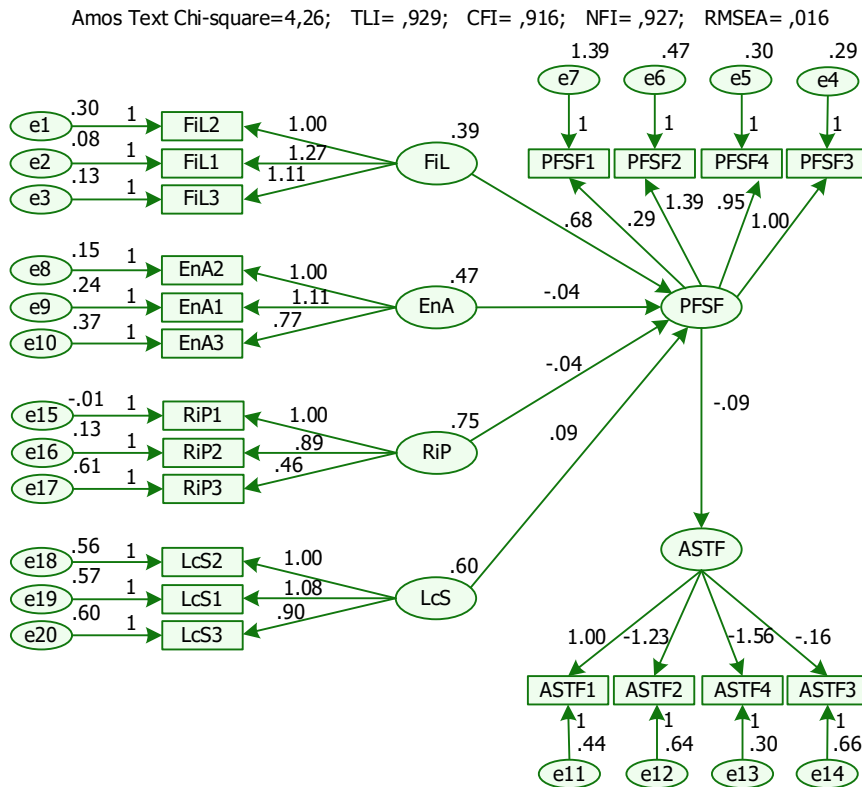 Amos Text Chi-square=4,26; TLI= ,929; CFI= ,916; NFI= ,927; RMSEA= ,016
1.39 .47 .30 .29
e7 e6 e5 e4
1 1 1 1
PFSF1 PFSF2 PFSF4 PFSF3
.30
e1 1 FiL2 1.00 .39
.08
e2 1 FiL1 1.27 FiL
.13
e3 1 FiL3 1.11
.68 .29 1.39 .95 1.00
.15
e8 1 EnA2 1.00 .47
.24
e9 1 EnA1 1.11 EnA -.04 PFSF
.37
e10 1 EnA3 .77
-.01
e15 1 RiP1 1.00 .75 -.04
.13
e16 1 RiP2 .89 RiP .09 -.09
.61
e17 1 RiP3 .46
.56
e18 1 LcS2 1.00 .60 ASTF
.57
e19 1 LcS1 1.08 LcS
.60
e20 1 LcS3 .90
1.00 -1.23 -1.56 -.16
ASTF1 ASTF2 ASTF4 ASTF3
1 1 1 1
.44 .64 .30 .66
e11 e12 e13 e14